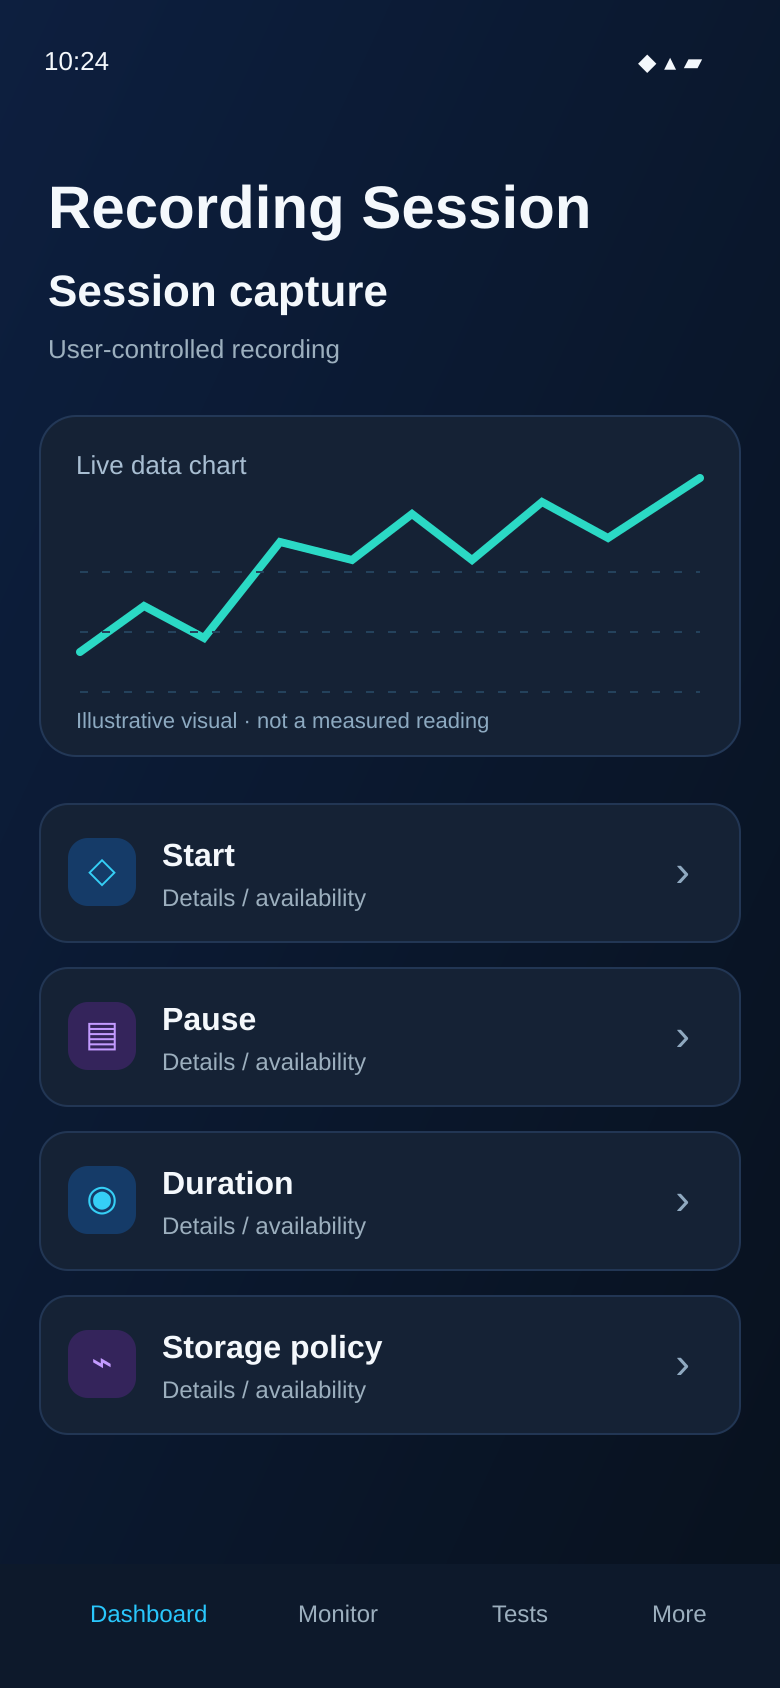 10:24
Recording Session
Session capture
User-controlled recording
Live data chart
Illustrative visual · not a measured reading
Start
Details / availability
Pause
Details / availability
Duration
Details / availability
Storage policy
Details / availability
Dashboard Monitor Tests More